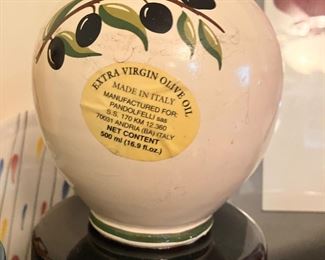 EXTRA VIRGIN OLIVE OIL
MADE IN ITALY
MANUFACTURED FOR:
PANDOLFELLI sas
S.S. 170 KM 12.360
70031 ANDRIA (BA) ITALY
NET CONTENT
500 ml (16.9 fl.oz.)